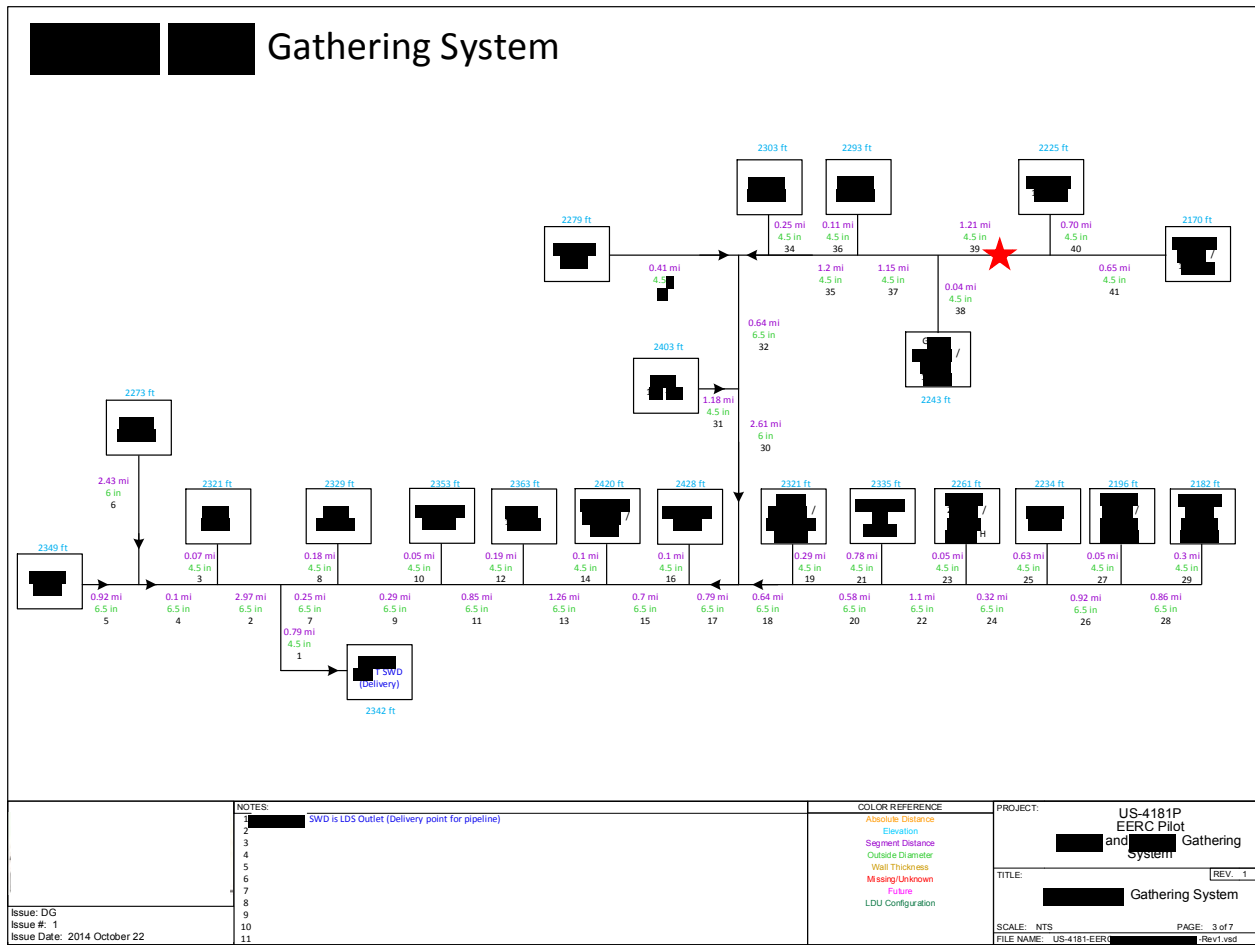 Gathering System
2303 ft
2293 ft
2225 ft
2279 ft
2170 ft
0.25 mi
4.5 in
34
0.11 mi
4.5 in
36
1.21 mi
4.5 in
39
0.70 mi
4.5 in
40
/
0.41 mi
4.5
1.2 mi
4.5 in
35
1.15 mi
4.5 in
37
0.04 mi
4.5 in
38
0.65 mi
4.5 in
41
0.64 mi
6.5 in
32
2403 ft
G
/
2243 ft
1.18 mi
4.5 in
31
2.61 mi
6 in
30
2273 ft
2.43 mi
6 in
6
2321 ft
2329 ft
2353 ft
2363 ft
2420 ft
2428 ft
2321 ft
2335 ft
2261 ft
2234 ft
2196 ft
2182 ft
/
/
/
H
/
/
2349 ft
0.07 mi
4.5 in
3
0.18 mi
4.5 in
8
0.05 mi
4.5 in
10
0.19 mi
4.5 in
12
0.1 mi
4.5 in
14
0.1 mi
4.5 in
16
0.29 mi
4.5 in
19
0.78 mi
4.5 in
21
0.05 mi
4.5 in
23
0.63 mi
4.5 in
25
0.05 mi
4.5 in
27
0.3 mi
4.5 in
29
0.92 mi
6.5 in
5
0.1 mi
6.5 in
4
2.97 mi
6.5 in
2
0.25 mi
6.5 in
7
0.29 mi
6.5 in
9
0.85 mi
6.5 in
11
1.26 mi
6.5 in
13
0.7 mi
6.5 in
15
0.79 mi
6.5 in
17
0.64 mi
6.5 in
18
0.58 mi
6.5 in
20
1.1 mi
6.5 in
22
0.32 mi
6.5 in
24
0.92 mi
6.5 in
26
0.86 mi
6.5 in
28
0.79 mi
4.5 in
1
SWD
(Delivery)
2342 ft
NOTES:
1 SWD is LDS Outlet (Delivery point for pipeline)
2
3
4
5
6
7
8
9
10
11
COLOR REFERENCE
Absolute Distance
Elevation
Segment Distance
Outside Diameter
Wall Thickness
Missing/Unknown
Future
LDU Configuration
PROJECT:
US-4181P
EERC Pilot
and Gathering
System
TITLE:
REV. 1
Gathering System
SCALE: NTS
PAGE: 3 of 7
FILE NAME: US-4181-EERC -Rev1.vsd
Issue: DG
Issue #: 1
Issue Date: 2014 October 22